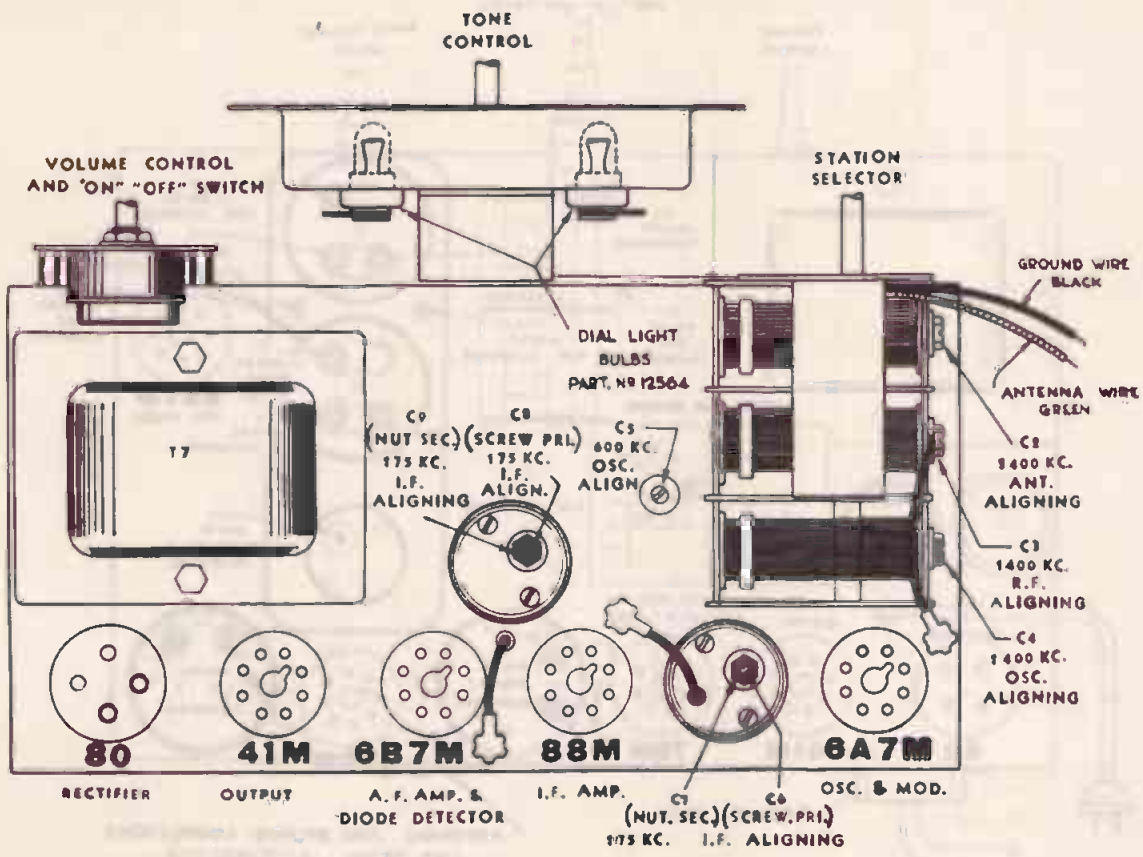 TONE
CONTROL
VOLUME CONTROL
AND "ON" "OFF" SWITCH
STATION
SELECTOR
GROUND WIRE
BLACK
DIAL LIGHT
BULBS
PART. Nº 12564
ANTENNA WIRE
GREEN
C9
(NUT SEC.)
175 KC.
I.F.
ALIGNING
C8
(SCREW PRI.)
175 KC.
I.F.
ALIGN.
C5
600 KC.
OSC.
ALIGN
T7
C2
1400 KC.
ANT.
ALIGNING
C3
1400 KC.
R.F.
ALIGNING
C4
1400 KC.
OSC.
ALIGNING
80
RECTIFIER
41M
OUTPUT
6B7M
A.F. AMP. &
DIODE DETECTOR
88M
I.F. AMP.
6A7M
OSC. & MOD.
C7 C6
(NUT. SEC.) (SCREW. PRI.)
175 KC. I.F. ALIGNING